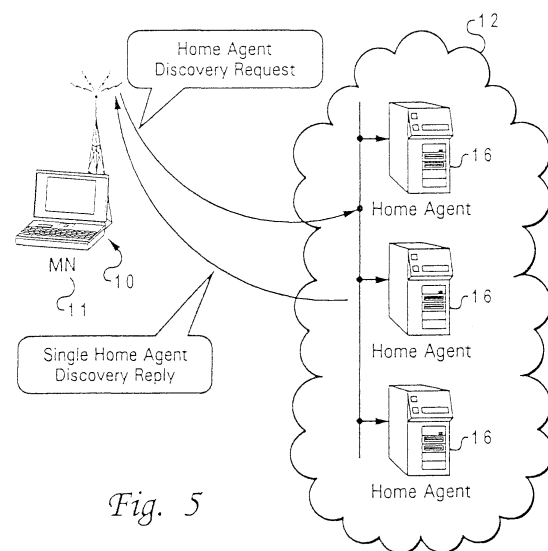 12
Home Agent
Discovery Request
16
Home Agent
MN
10
11
16
Home Agent
Single Home Agent
Discovery Reply
16
Home Agent
Fig. 5